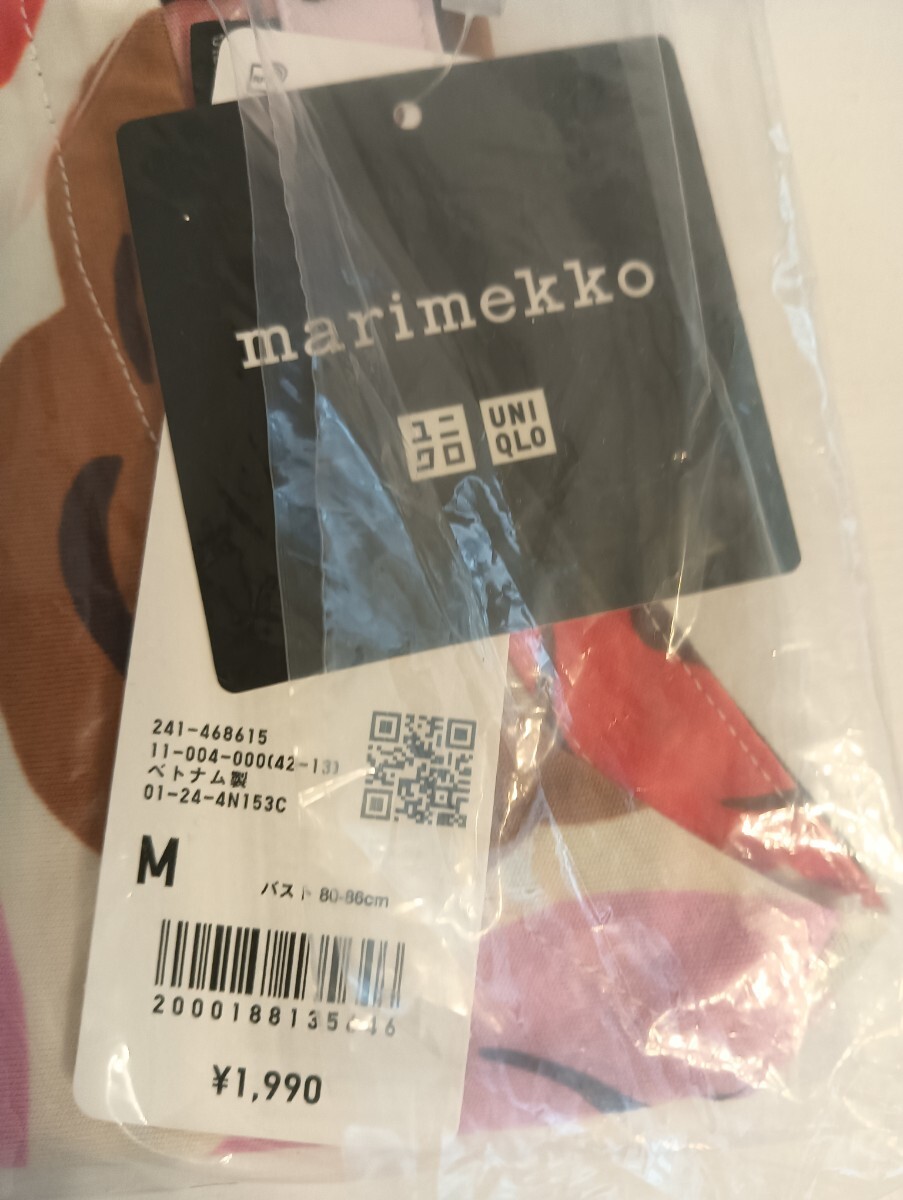 marimekko
ユニクロ
UNIQLO
241-468615
11-004-000(42-13)
ベトナム製
01-24-4N153C
M
バスト 80-86cm
¥1,990